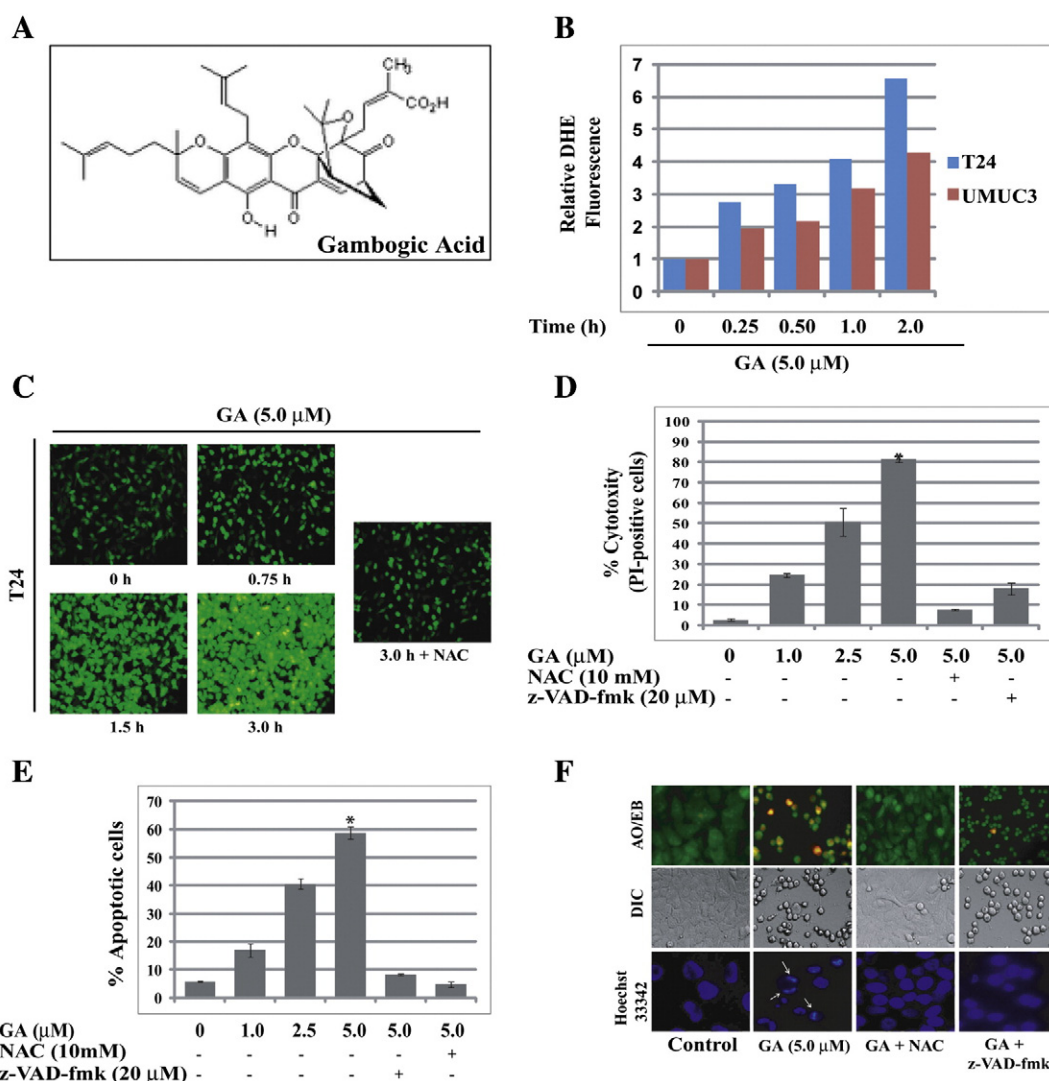 A
CH3
CO2H
O
O
O
O
O
O
H
Gambogic Acid
B
Relative DHE
Fluorescence
7
6
5
4
3
2
1
0
T24
UMUC3
Time (h) 0 0.25 0.50 1.0 2.0
GA (5.0 μM)
C
GA (5.0 μM)
T24
0 h
0.75 h
1.5 h
3.0 h
3.0 h + NAC
D
% Cytotoxity
(PI-positive cells)
100
90
80
70
60
50
40
30
20
10
0
*
GA (μM) 0 1.0 2.5 5.0 5.0 5.0
NAC (10 mM) - - - - + -
z-VAD-fmk (20 μM) - - - - - +
E
% Apoptotic cells
70
60
50
40
30
20
10
0
*
GA (μM) 0 1.0 2.5 5.0 5.0 5.0
NAC (10mM) - - - - - +
z-VAD-fmk (20 μM) - - - - + -
F
AO/EB
DIC
Hoechst
33342
Control
GA (5.0 μM)
GA + NAC
GA +
z-VAD-fmk